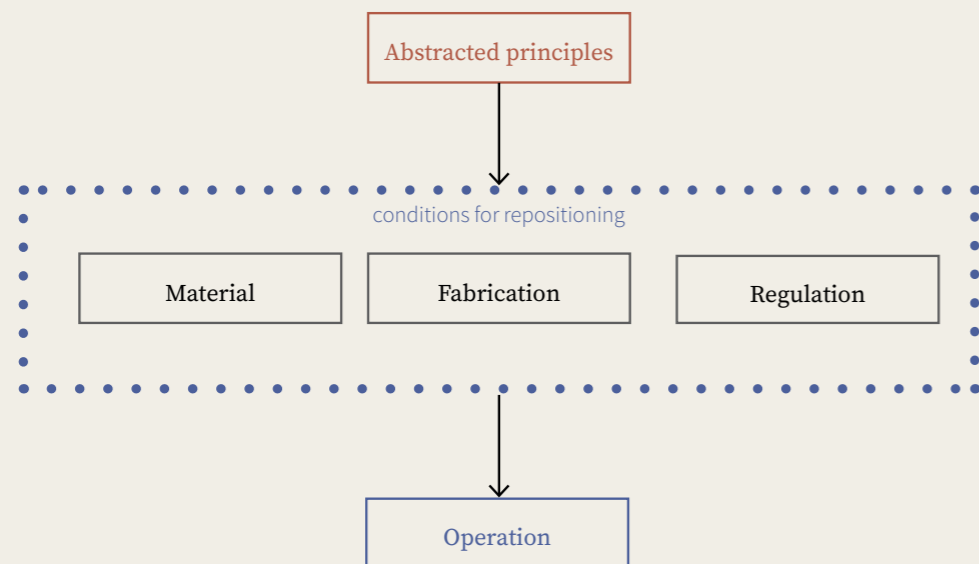 Abstracted principles
conditions for repositioning
Material
Fabrication
Regulation
Operation